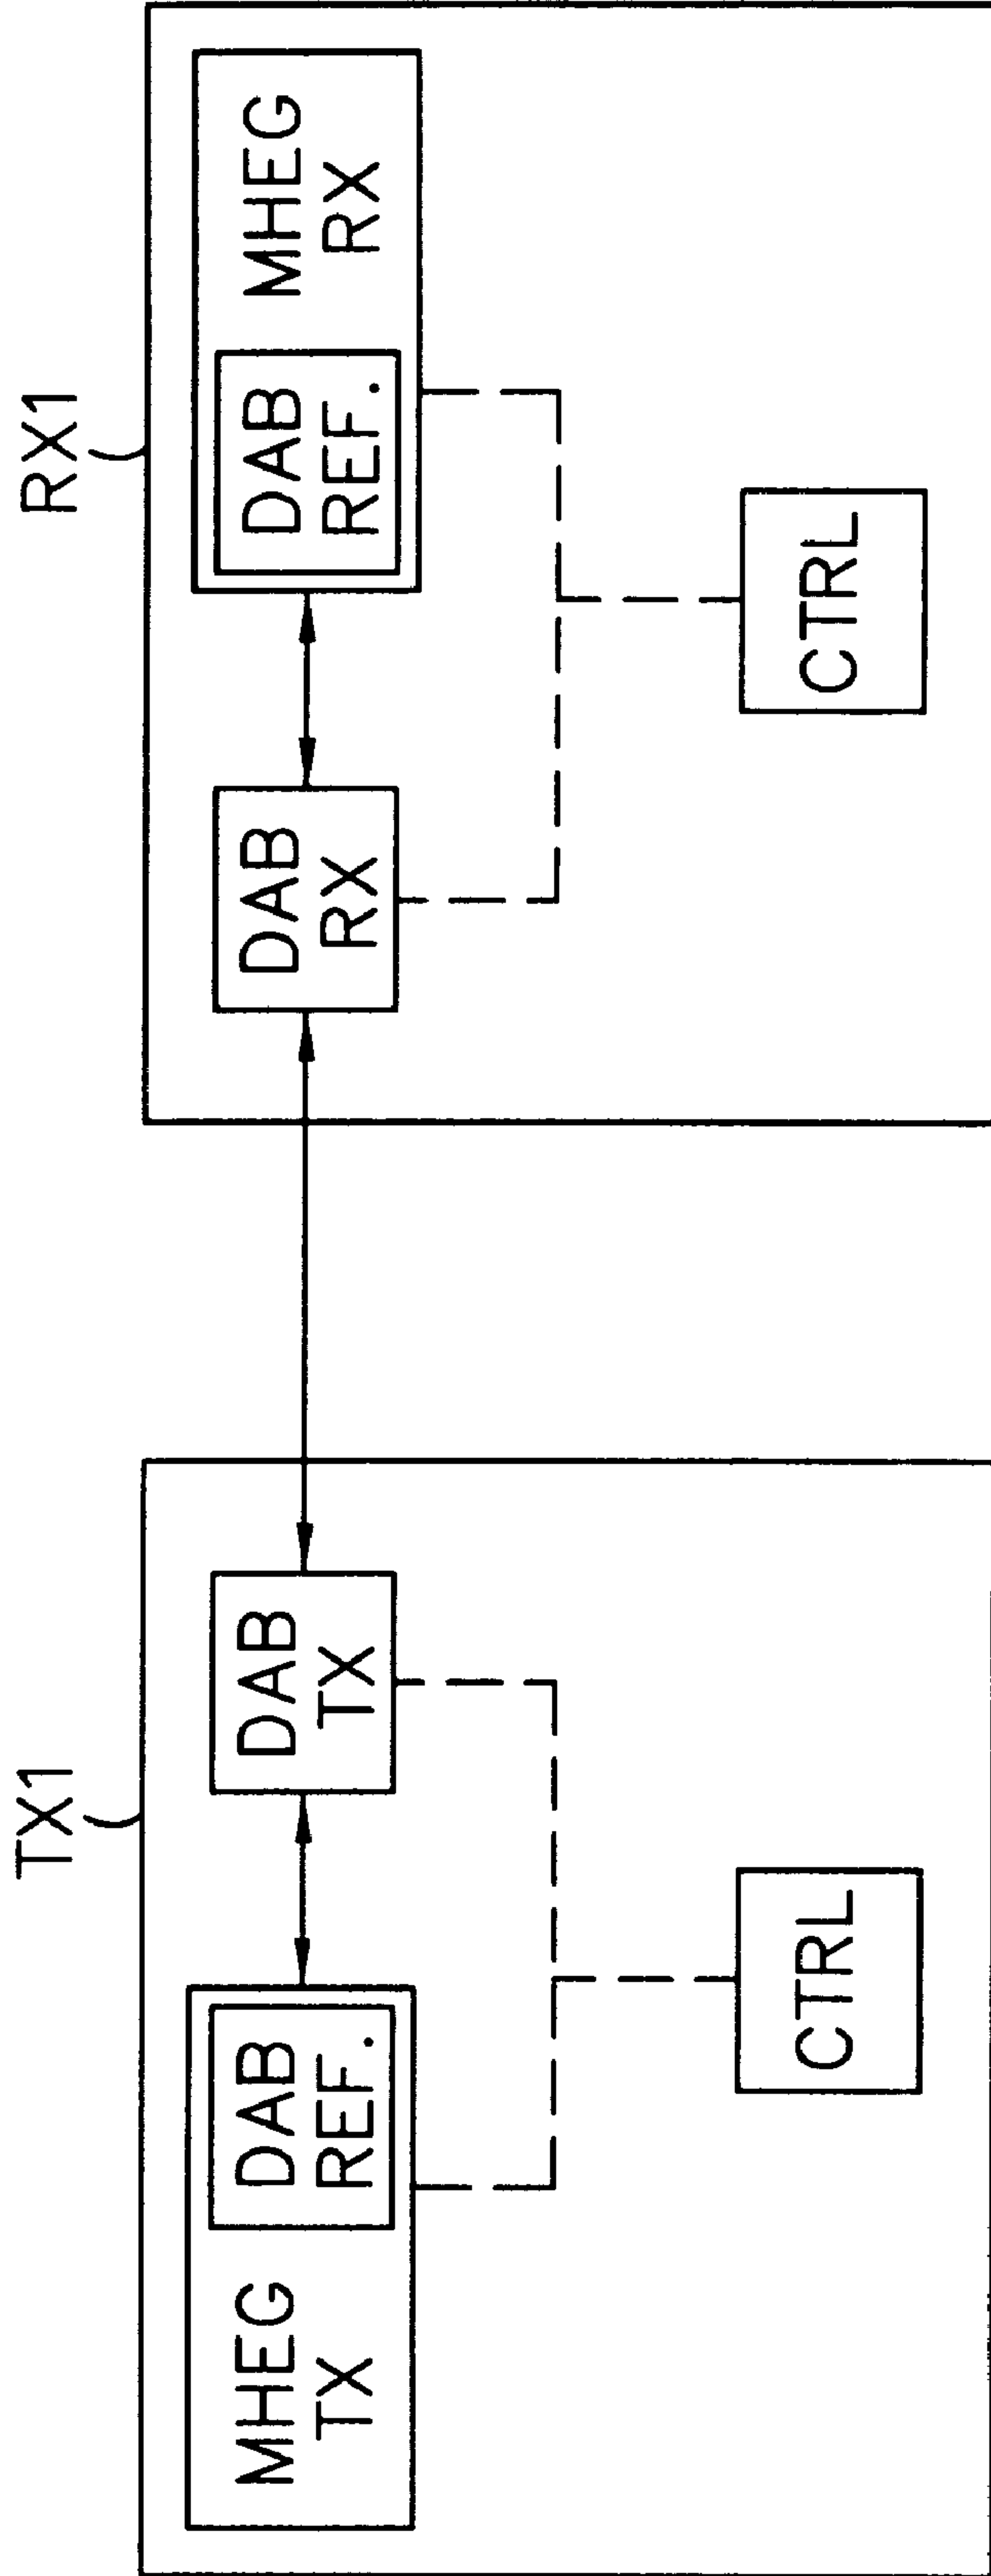 TX1
MHEG
TX
DAB
REF.
DAB
TX
CTRL
RX1
DAB
RX
DAB
REF.
MHEG
RX
CTRL